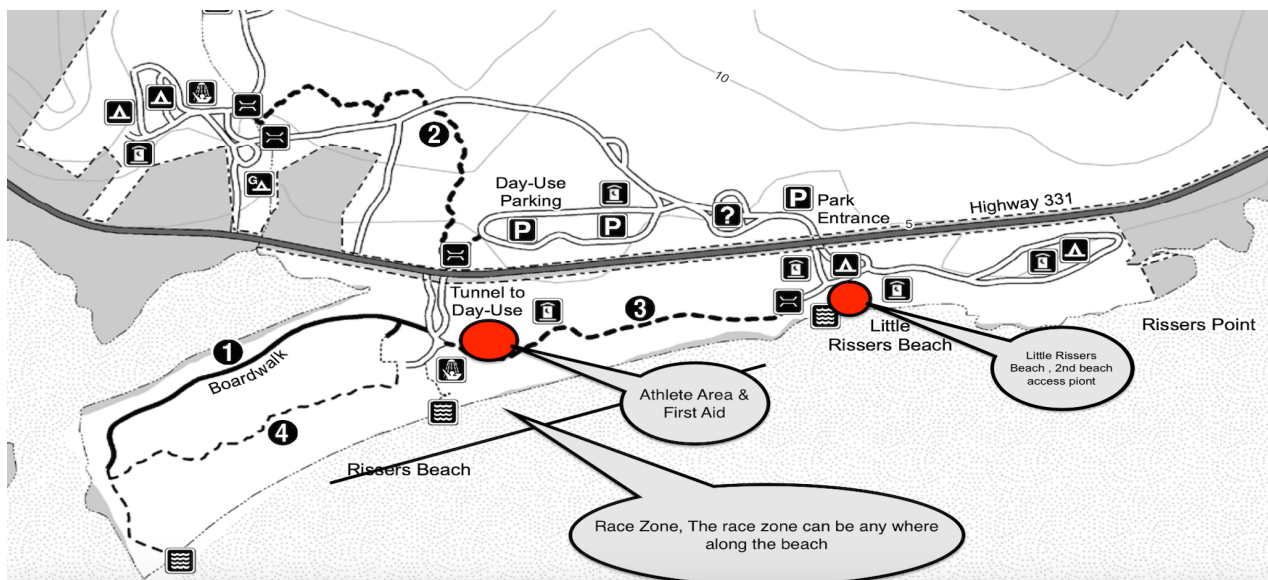 10
2
G
Day-Use
Parking
P
P
?
P
Park
Entrance
5
Highway 331
Tunnel to
Day-Use
3
Little
Rissers Beach
Rissers Point
1
Boardwalk
4
Rissers Beach
Athlete Area &
First Aid
Little Rissers
Beach , 2nd beach
access piont
Race Zone, The race zone can be any where
along the beach